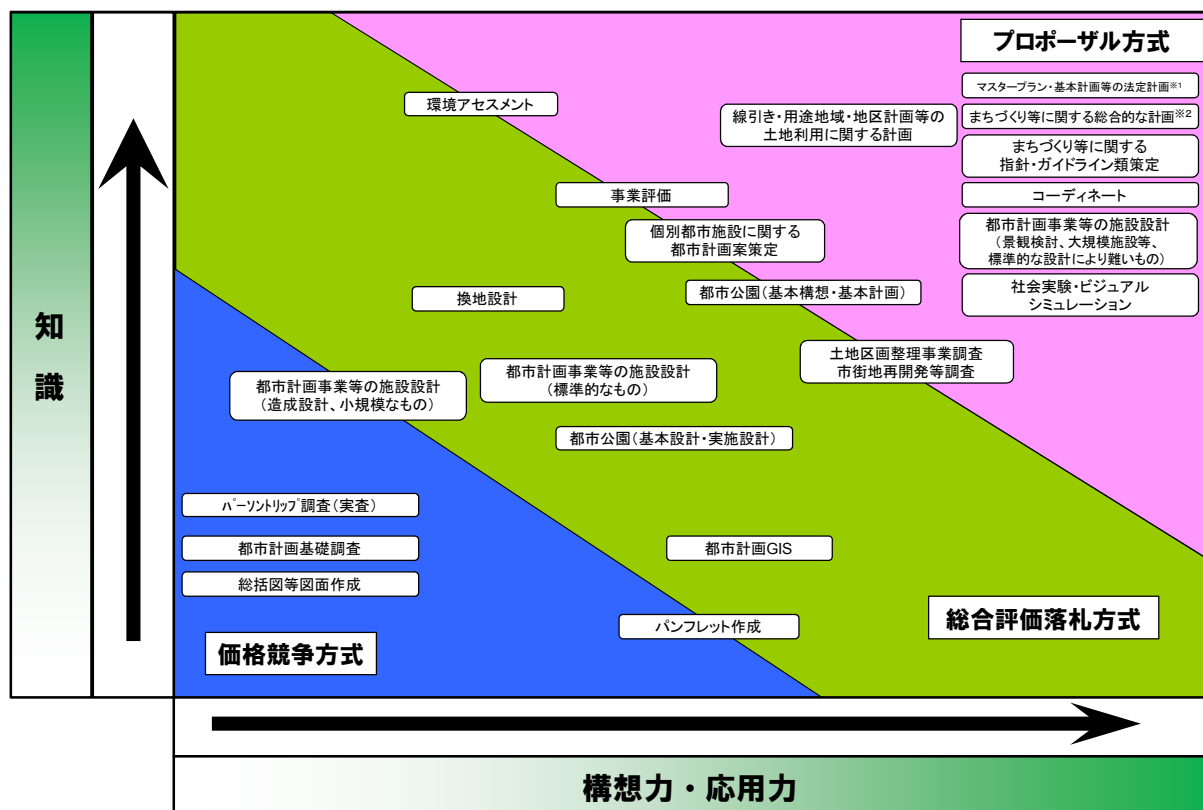 プロポーザル方式
マスタープラン・基本計画等の法定計画※1
まちづくり等に関する総合的な計画※2
まちづくり等に関する
指針・ガイドライン類策定
コーディネート
都市計画事業等の施設設計
(景観検討、大規模施設等、
標準的な設計により難いもの)
社会実験・ビジュアル
シミュレーション
環境アセスメント
線引き・用途地域・地区計画等の
土地利用に関する計画
事業評価
個別都市施設に関する
都市計画案策定
都市公園(基本構想・基本計画)
換地設計
土地区画整理事業調査
市街地再開発等調査
都市計画事業等の施設設計
(標準的なもの)
都市計画事業等の施設設計
(造成設計、小規模なもの)
都市公園(基本設計・実施設計)
パーソントリップ調査(実査)
都市計画基礎調査
総括図等図面作成
都市計画GIS
パンフレット作成
価格競争方式
総合評価落札方式
知
識
構想力・応用力